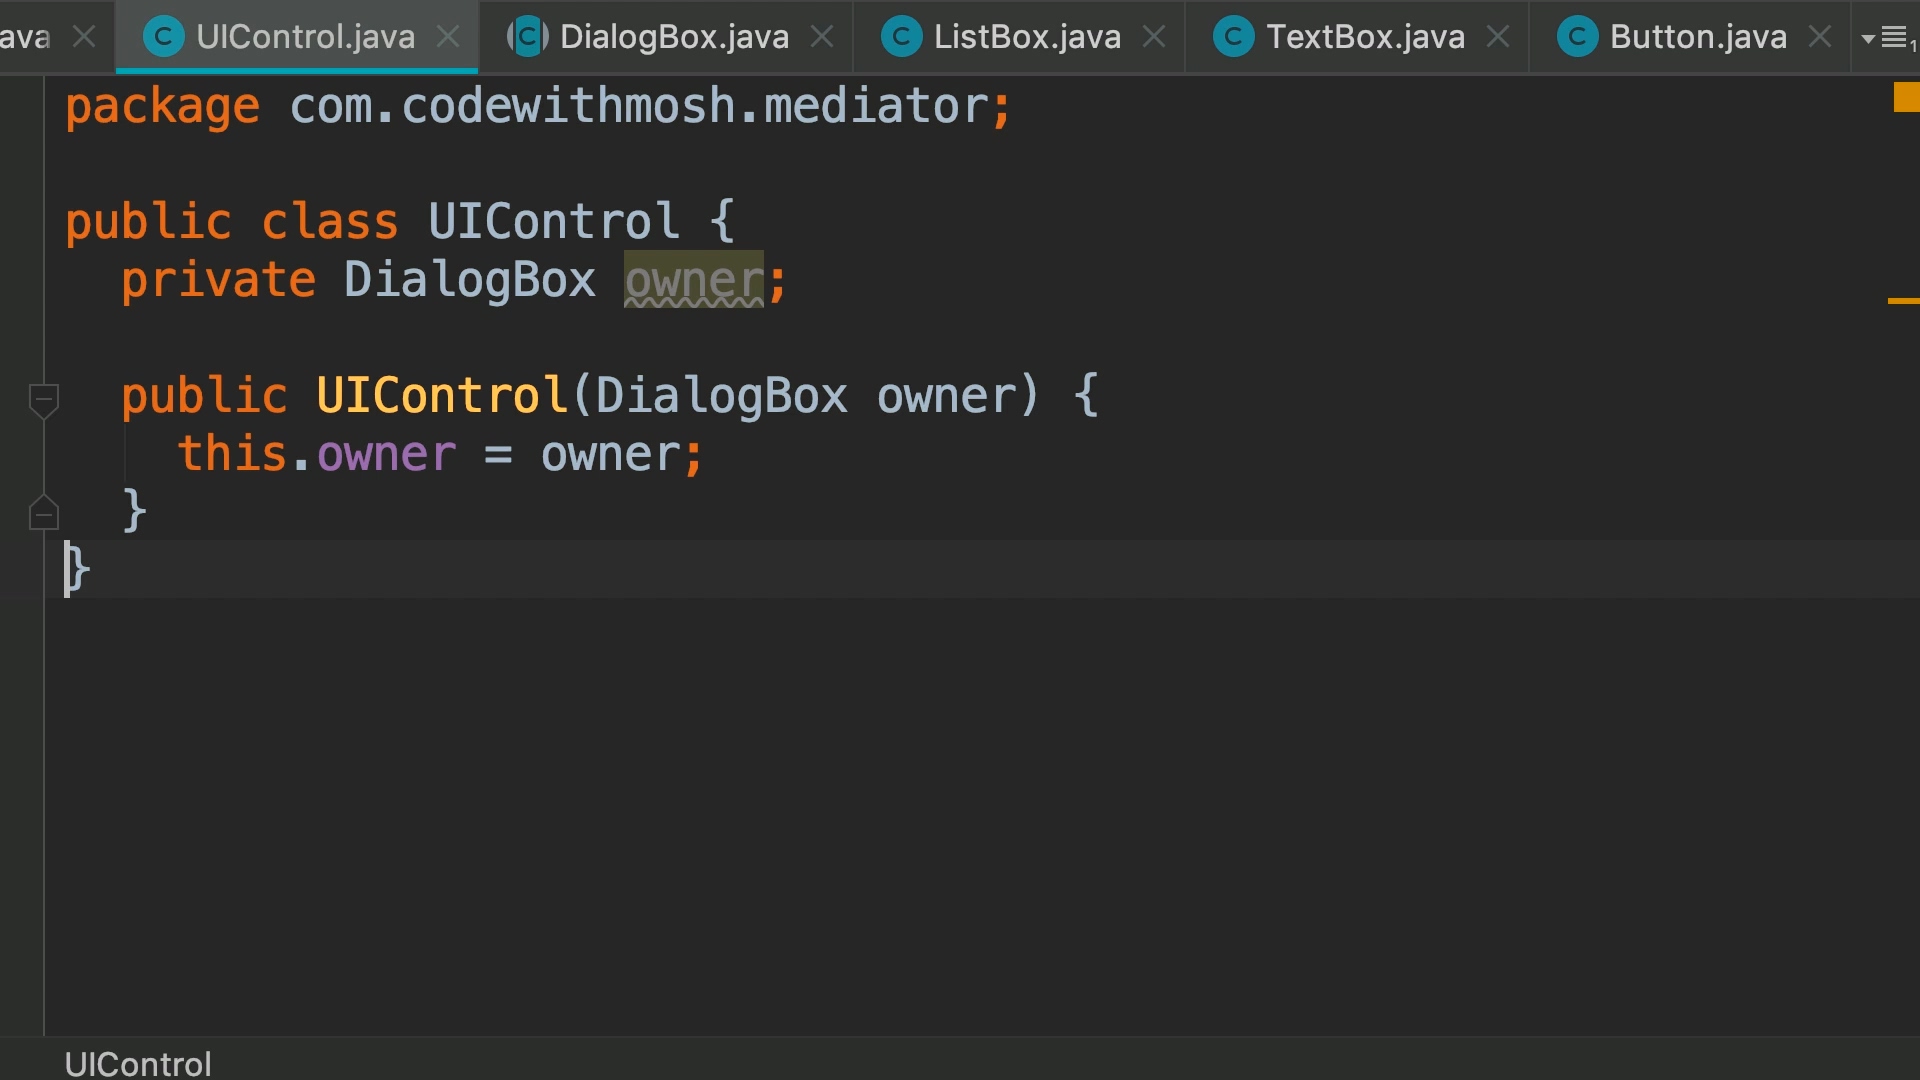 ava UIControl.java DialogBox.java ListBox.java TextBox.java Button.java 1
package com.codewithmosh.mediator;
public class UIControl {
private DialogBox owner;
public UIControl(DialogBox owner) {
this.owner = owner;
}
}
UIControl